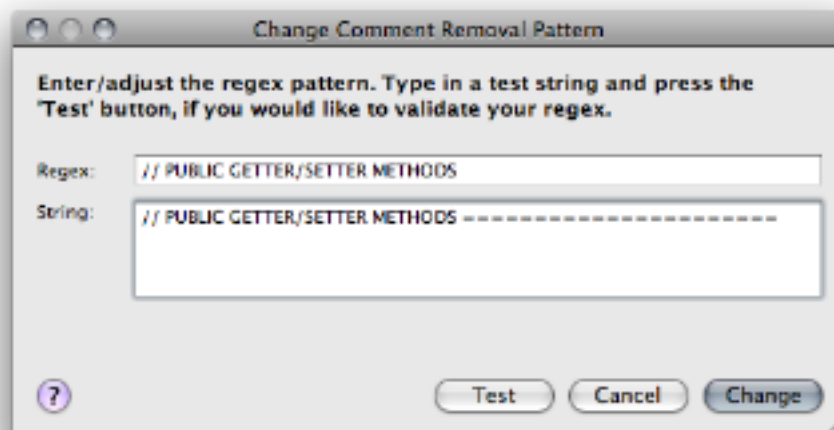 Change Comment Removal Pattern
Enter/adjust the regex pattern. Type in a test string and press the
'Test' button, if you would like to validate your regex.
Regex: // PUBLIC GETTER/SETTER METHODS
String: // PUBLIC GETTER/SETTER METHODS ======================
? Test Cancel Change